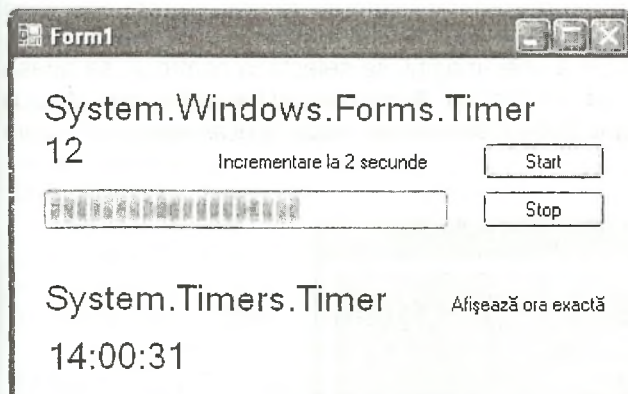 Form1
System.Windows.Forms.Timer
12 Incrementare la 2 secunde Start
Stop
System.Timers.Timer Afişează ora exactă
14:00:31